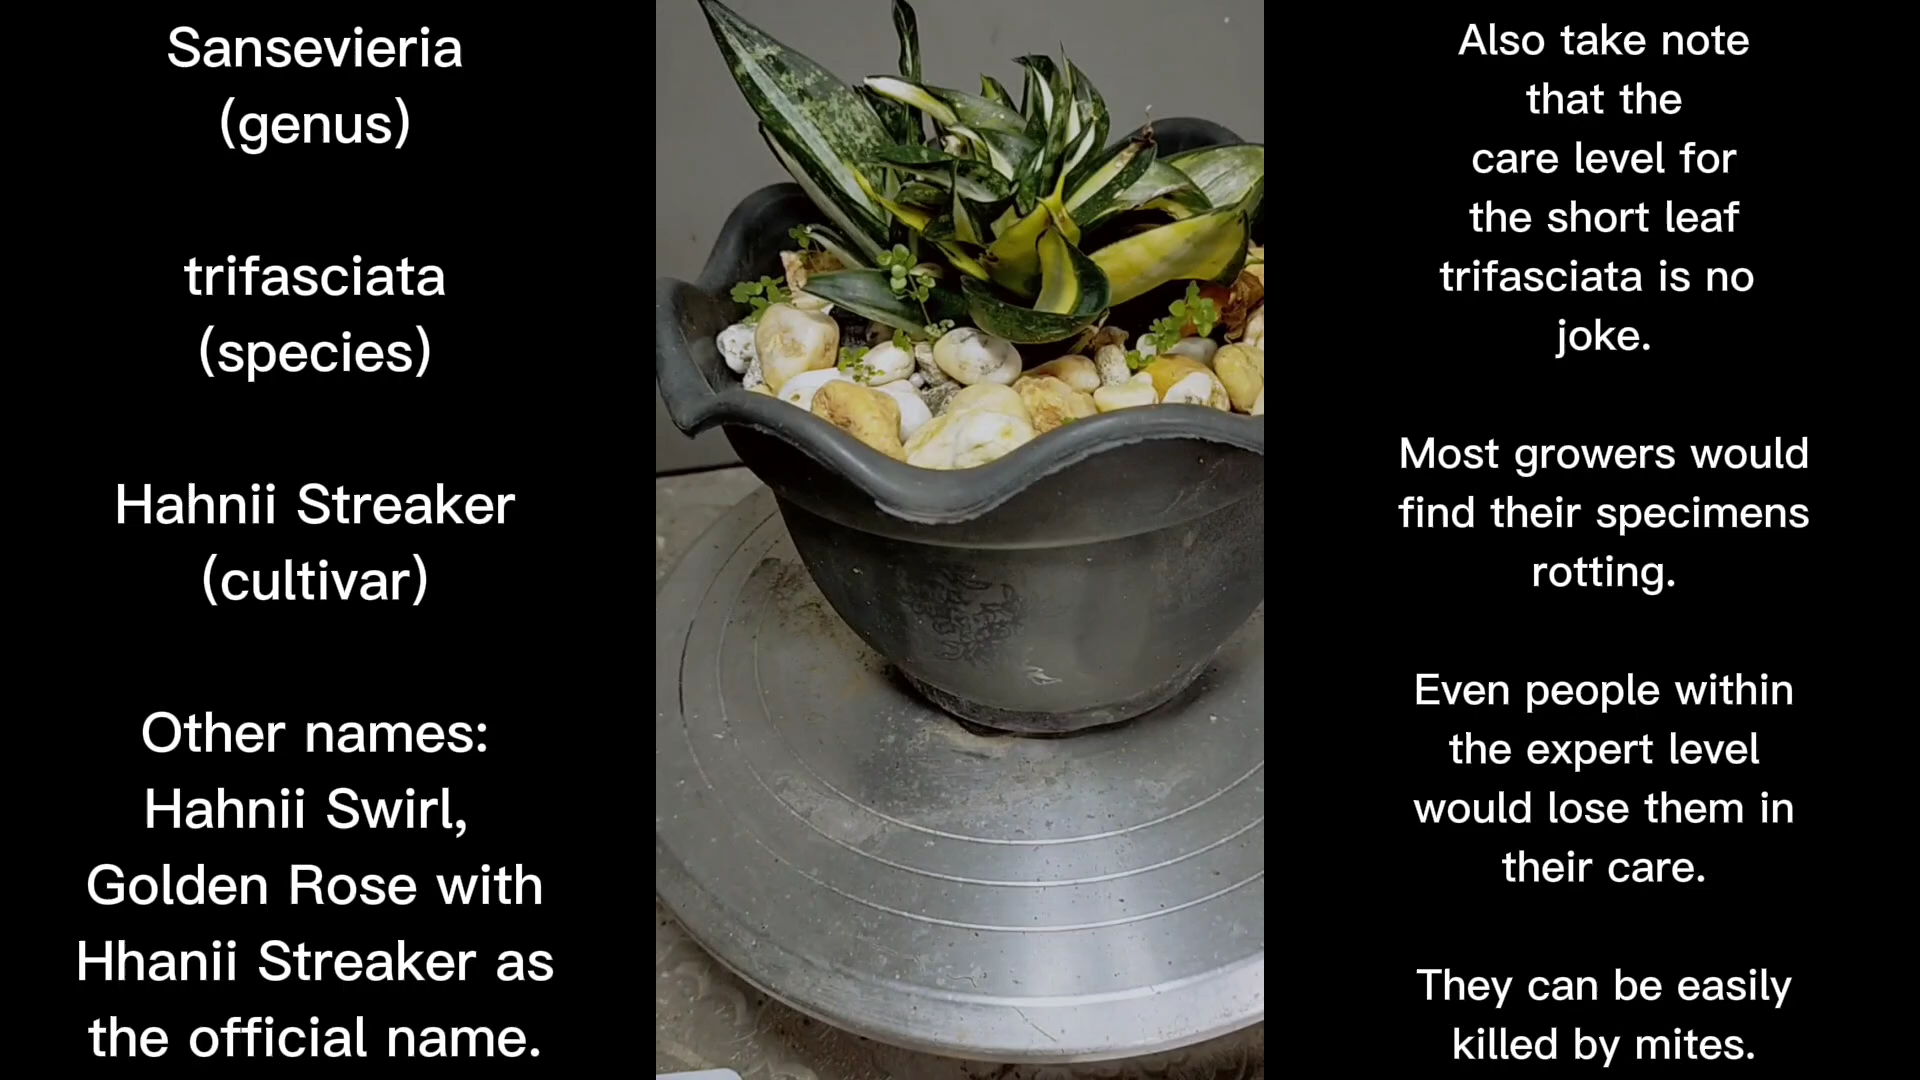 Sansevieria
(genus)
trifasciata
(species)
Hahnii Streaker
(cultivar)
Other names:
Hahnii Swirl,
Golden Rose with
Hhanii Streaker as
the official name.
Also take note
that the
care level for
the short leaf
trifasciata is no
joke.
Most growers would
find their specimens
rotting.
Even people within
the expert level
would lose them in
their care.
They can be easily
killed by mites.